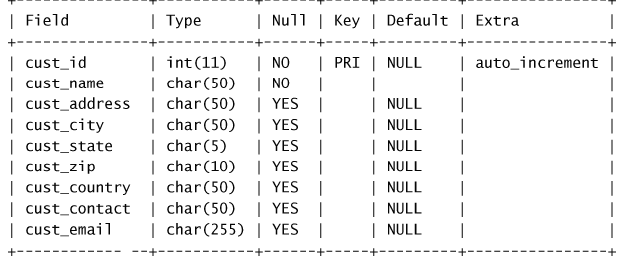 +-------------+-----------+------+-----+---------+----------------+
| Field | Type | Null | Key | Default | Extra |
+-------------+-----------+------+-----+---------+----------------+
| cust_id | int(11) | NO | PRI | NULL | auto_increment |
| cust_name | char(50) | NO | | | |
| cust_address | char(50) | YES | | NULL | |
| cust_city | char(50) | YES | | NULL | |
| cust_state | char(5) | YES | | NULL | |
| cust_zip | char(10) | YES | | NULL | |
| cust_country | char(50) | YES | | NULL | |
| cust_contact | char(50) | YES | | NULL | |
| cust_email | char(255) | YES | | NULL | |
+------------ --+-----------+------+-----+---------+----------------+